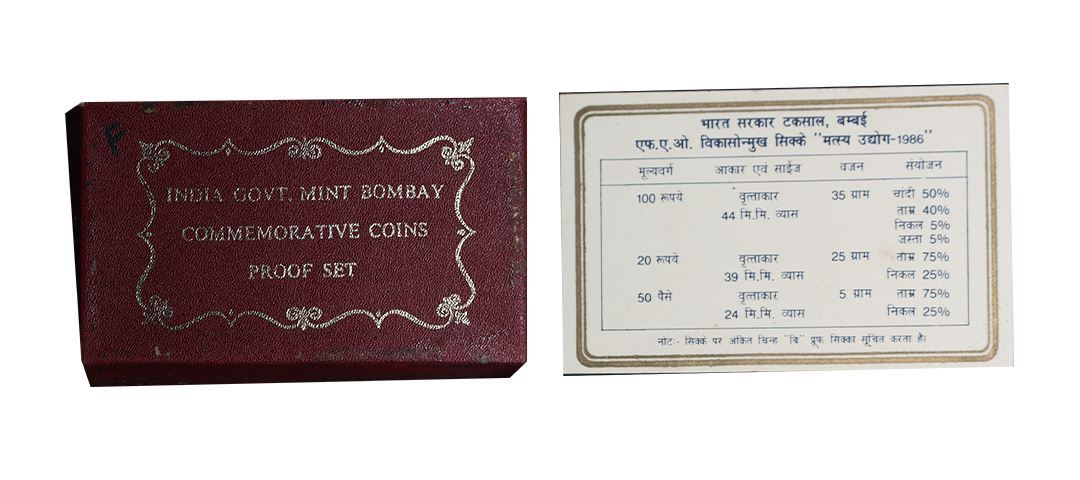 INDIA GOVT. MINT BOMBAY
COMMEMORATIVE COINS
PROOF SET
भारत सरकार टकसाल, बम्बई
एफ.ए.ओ. विकासोन्मुख सिक्के "मत्स्य उद्योग-1986"
मूल्यवर्ग आकार एवं साईज वजन संयोजन
100 रूपये वृत्ताकार 35 ग्राम चांदी 50%
44 मि.मि. व्यास ताम्र 40%
निकल 5%
जस्ता 5%
20 रूपये वृत्ताकार 25 ग्राम ताम्र 75%
39 मि.मि. व्यास निकल 25%
50 पैसे वृत्ताकार 5 ग्राम ताम्र 75%
24 मि.मि. व्यास निकल 25%
नोटः- सिक्के पर अंकित चिन्ह "बि" प्रूफ सिक्का सूचित करता है।